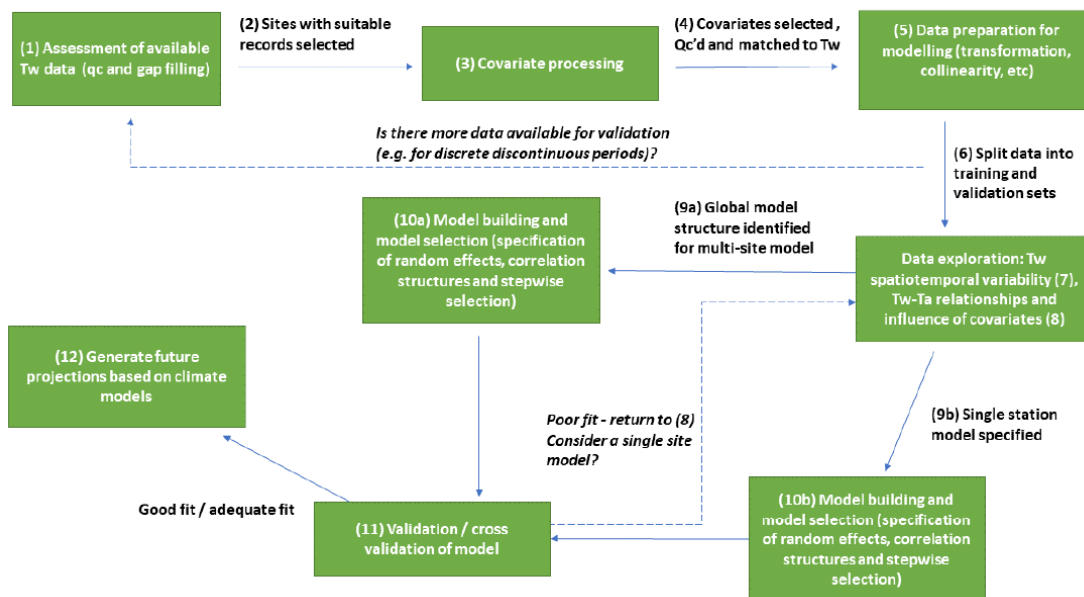 (1) Assessment of available
Tw data (qc and gap filling)
(2) Sites with suitable
records selected
(3) Covariate processing
(4) Covariates selected ,
Qc'd and matched to Tw
(5) Data preparation for
modelling (transformation,
collinearity, etc)
Is there more data available for validation
(e.g. for discrete discontinuous periods)?
(6) Split data into
training and
validation sets
(10a) Model building and
model selection (specification
of random effects, correlation
structures and stepwise
selection)
(9a) Global model
structure identified
for multi-site model
Data exploration: Tw
spatiotemporal variability (7),
Tw-Ta relationships and
influence of covariates (8)
(12) Generate future
projections based on climate
models
Poor fit - return to (8)
Consider a single site
model?
(9b) Single station
model specified
Good fit / adequate fit
(11) Validation / cross
validation of model
(10b) Model building and
model selection (specification
of random effects, correlation
structures and stepwise
selection)